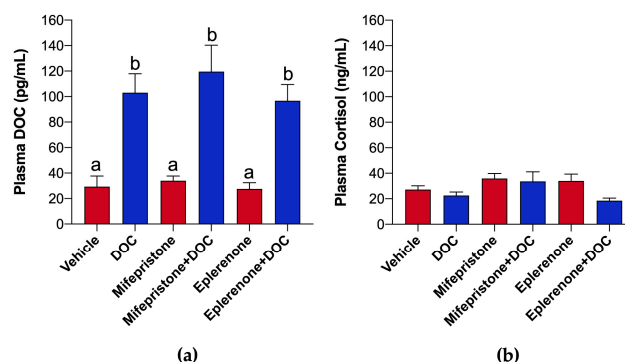 160
140
120
100
80
60
40
20
0
Plasma DOC (pg/mL)
a
b
a
b
a
b
Vehicle
DOC
Mifepristone
Mifepristone+DOC
Eplerenone
Eplerenone+DOC
(a)
160
140
120
100
80
60
40
20
0
Plasma Cortisol (ng/mL)
Vehicle
DOC
Mifepristone
Mifepristone+DOC
Eplerenone
Eplerenone+DOC
(b)